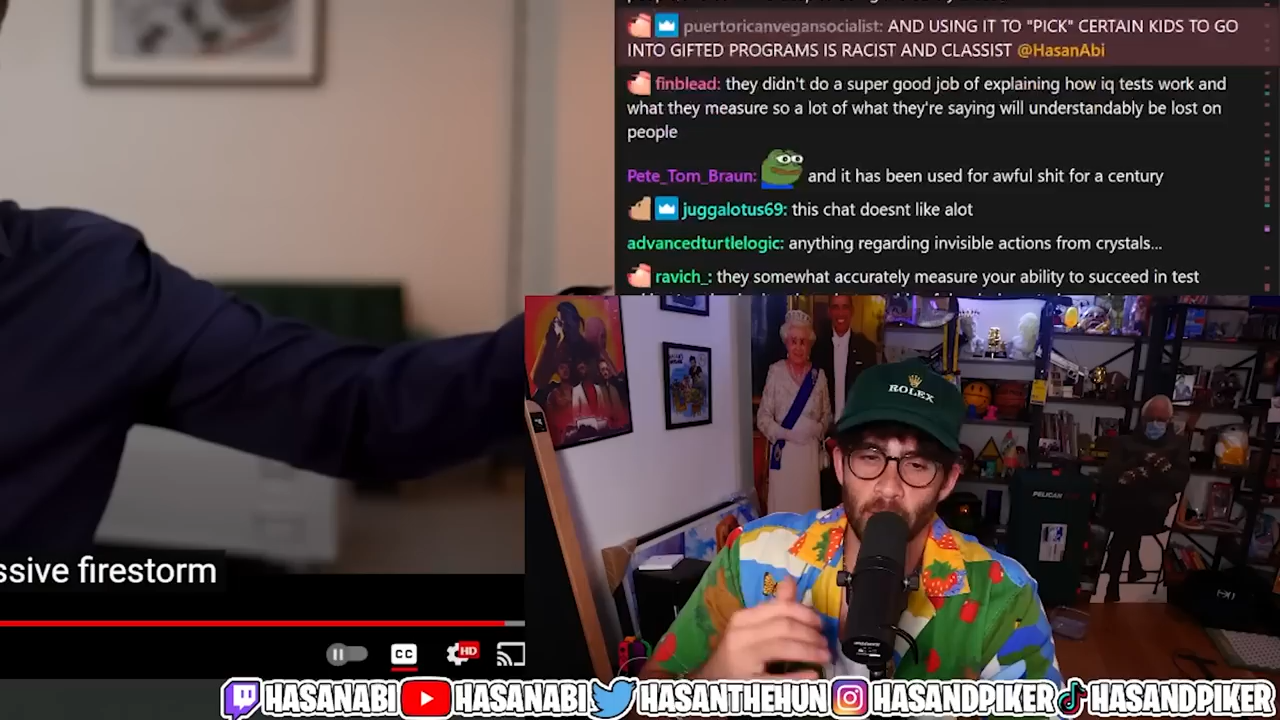 puertoricanvegansocialist: AND USING IT TO "PICK" CERTAIN KIDS TO GO
INTO GIFTED PROGRAMS IS RACIST AND CLASSIST @HasanAbi
finblead: they didn't do a super good job of explaining how iq tests work and
what they measure so a lot of what they're saying will understandably be lost on
people
Pete_Tom_Braun: and it has been used for awful shit for a century
juggalotus69: this chat doesnt like alot
advancedturtlelogic: anything regarding invisible actions from crystals...
ravich_: they somewhat accurately measure your ability to succeed in test
ROLEX
PELICAN
ssive firestorm
CC
HD
HASANABI HASANABI HASANTHEHUN HASANDPIKER HASANDPIKER